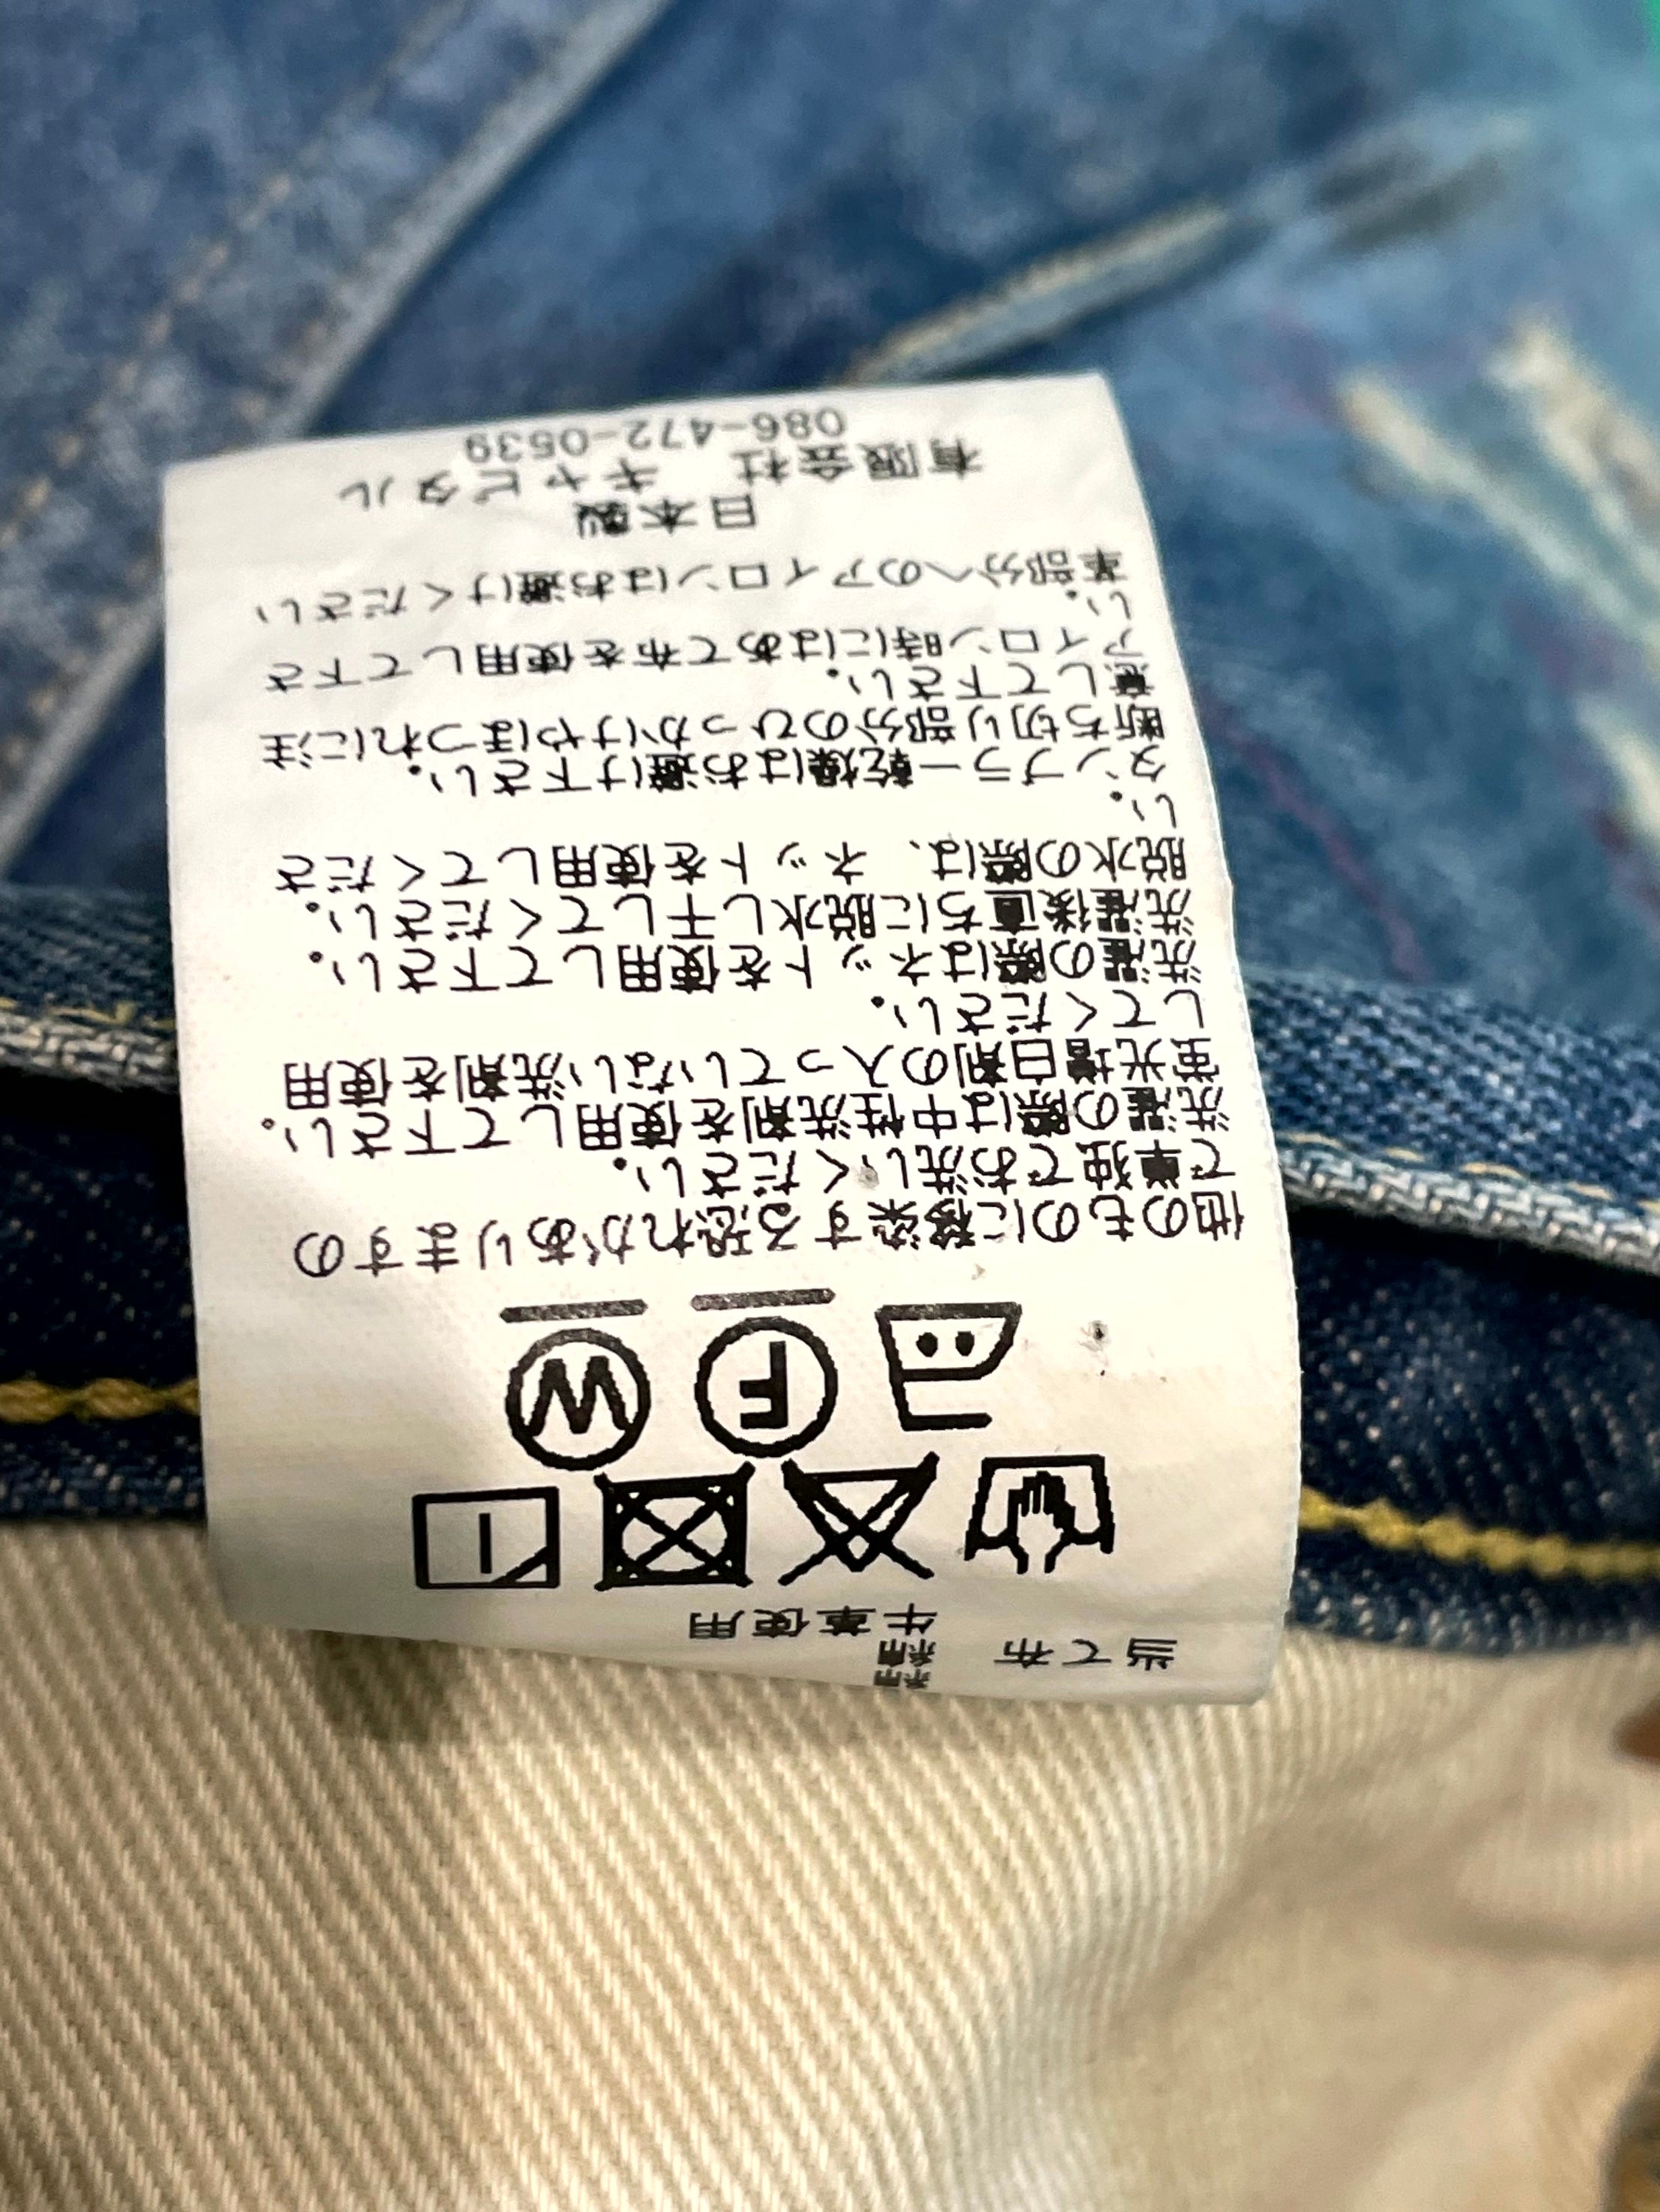 当て布　綿
牛革使用
F
W
他のものに移染する恐れがありますの
で単独でお洗いください。
洗濯の際は中性洗剤を使用して下さい。
蛍光増白剤の入っていない洗剤を使用
してください。
洗濯の際はネットを使用して下さい。
洗濯後直ちに脱水し干してください。
脱水の際は、ネットを使用してくださ
い。
タンブラー乾燥はお避け下さい。
断ち切り部分のひっかけやほつれに注
意して下さい。
アイロン時にはあて布を使用して下さ
い。
革部分へのアイロンはお避けください
日本製
有限会社　キャピタル
086-472-0539